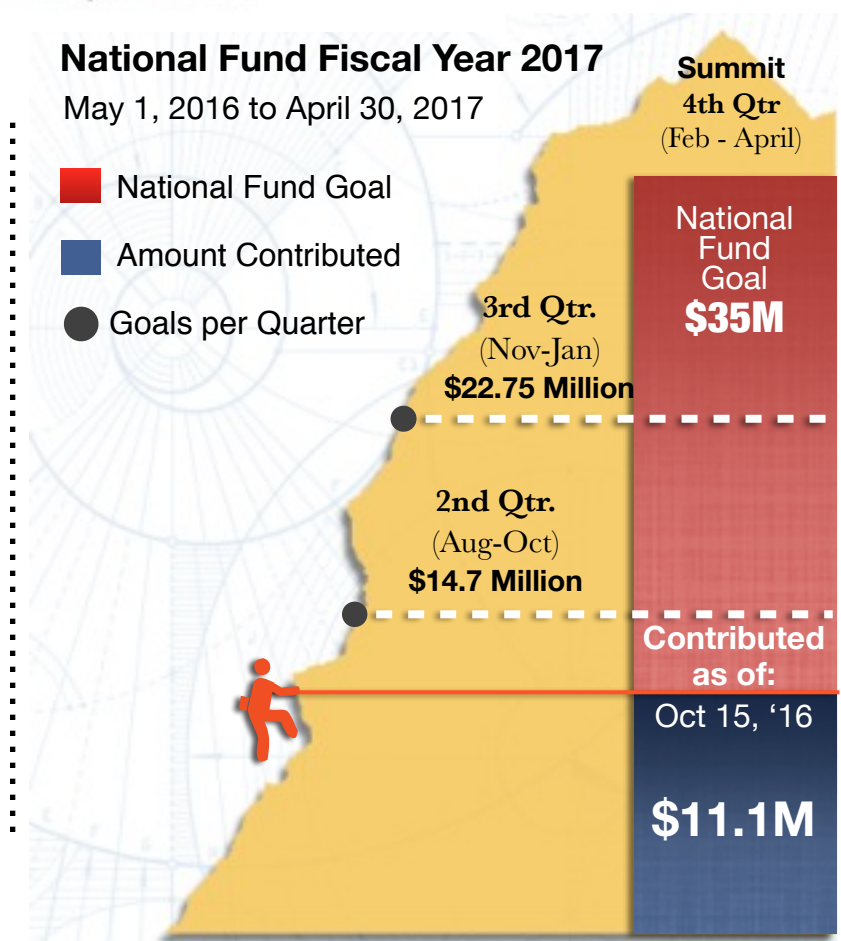 National Fund Fiscal Year 2017
May 1, 2016 to April 30, 2017
National Fund Goal
Amount Contributed
Goals per Quarter
Summit
4th Qtr
(Feb - April)
National
Fund
Goal
$35M
3rd Qtr.
(Nov-Jan)
$22.75 Million
2nd Qtr.
(Aug-Oct)
$14.7 Million
Contributed
as of:
Oct 15, ‘16
$11.1M